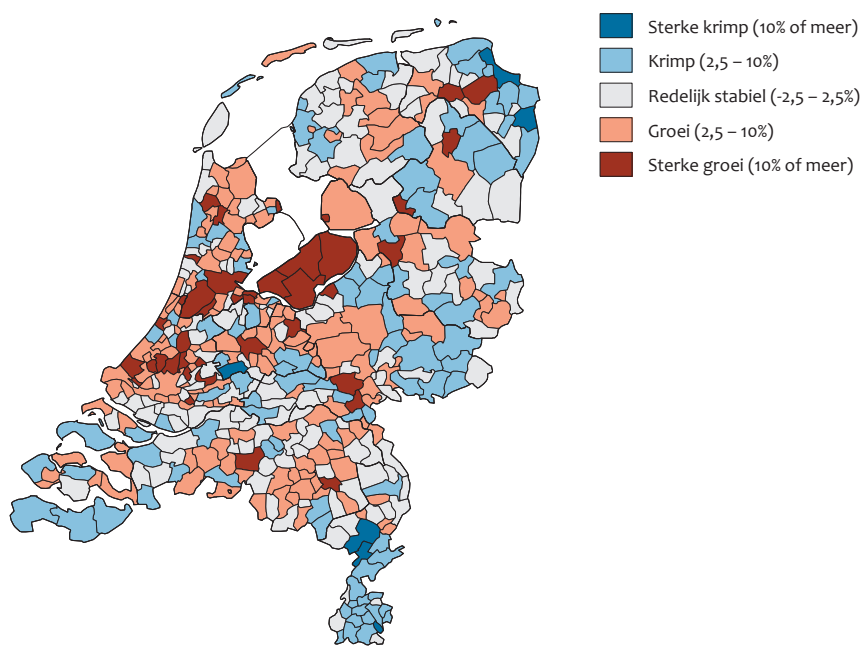 Sterke krimp (10% of meer)
Krimp (2,5 – 10%)
Redelijk stabiel (-2,5 – 2,5%)
Groei (2,5 – 10%)
Sterke groei (10% of meer)